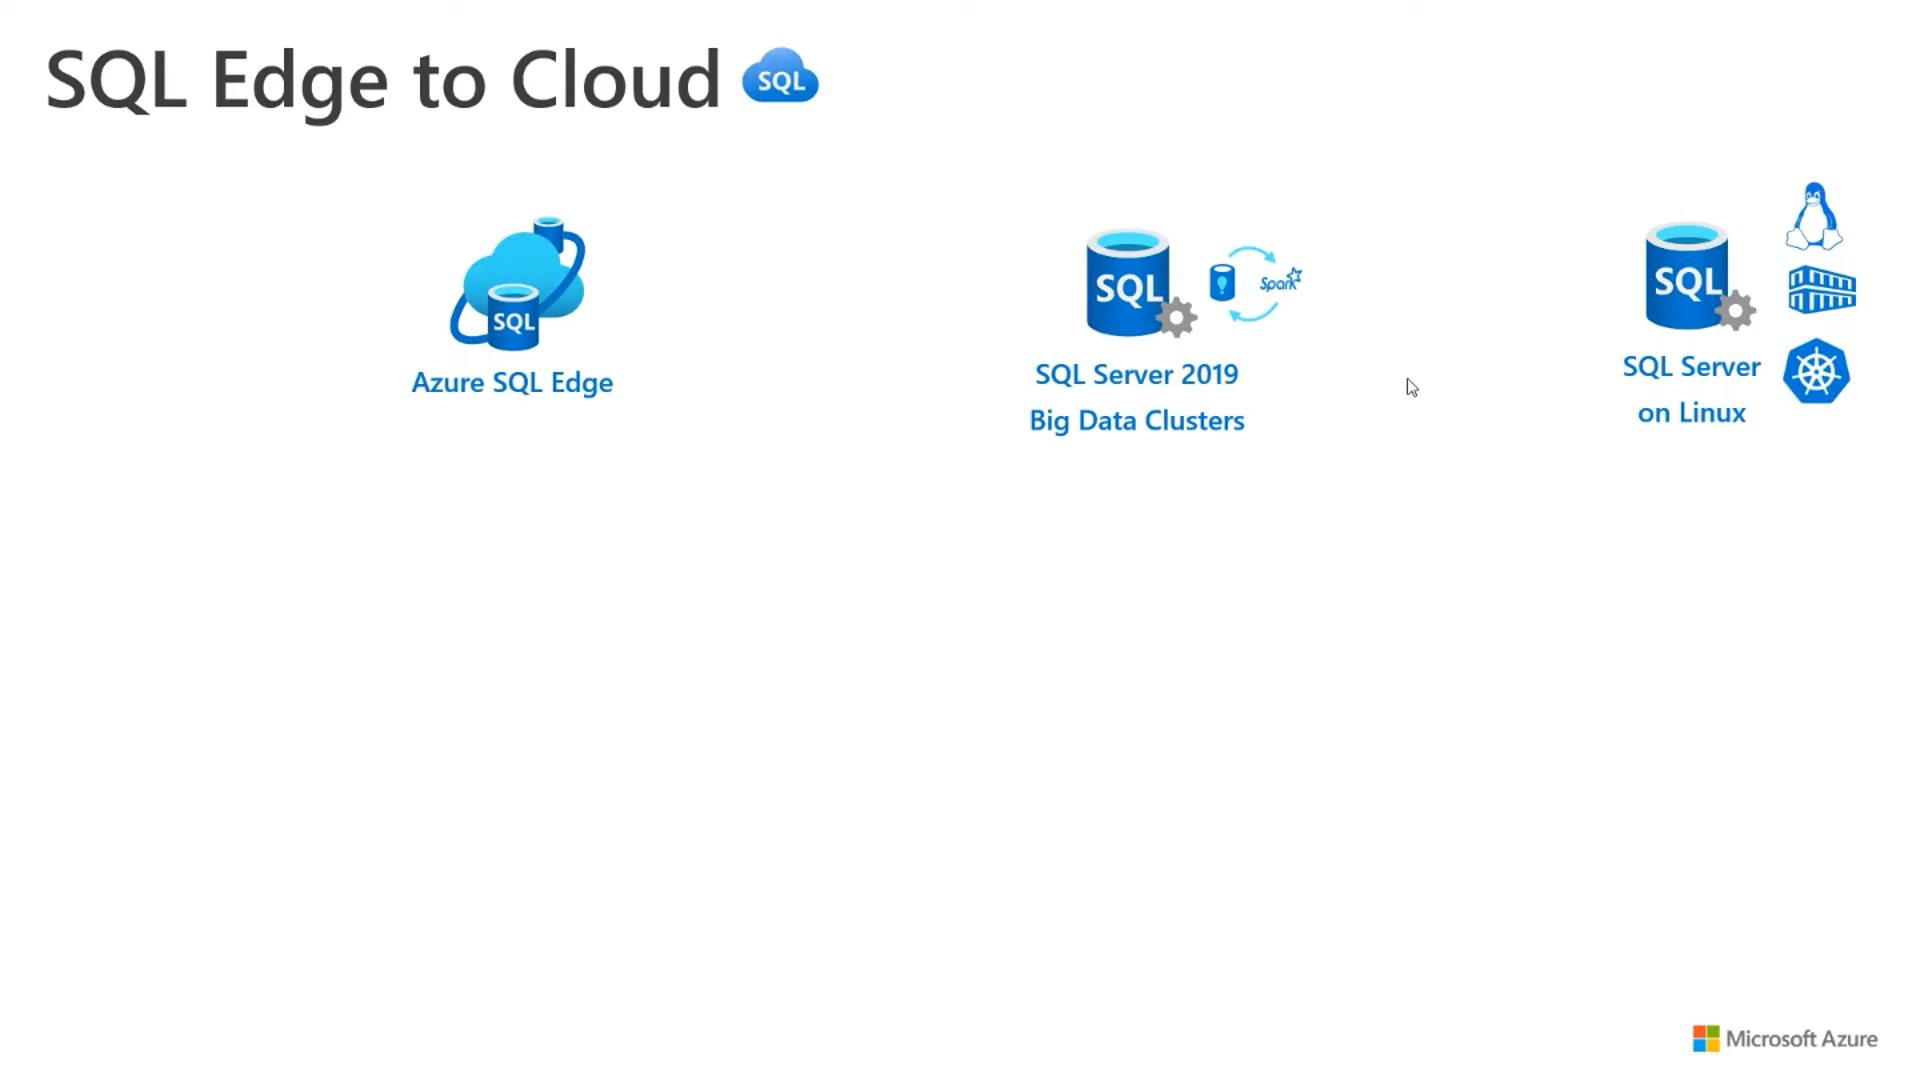 SQL Edge to Cloud
SQL
SQL
Azure SQL Edge
SQL
Spark
SQL Server 2019
Big Data Clusters
SQL
SQL Server
on Linux
Microsoft Azure